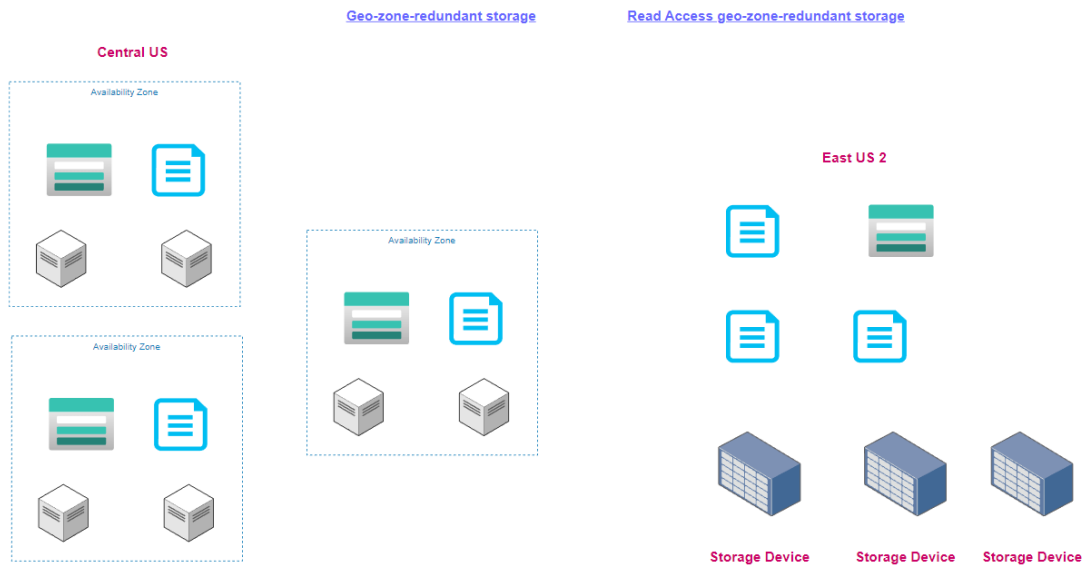 Geo-zone-redundant storage
Read Access geo-zone-redundant storage
Central US
Availability Zone
East US 2
Availability Zone
Availability Zone
Storage Device
Storage Device
Storage Device